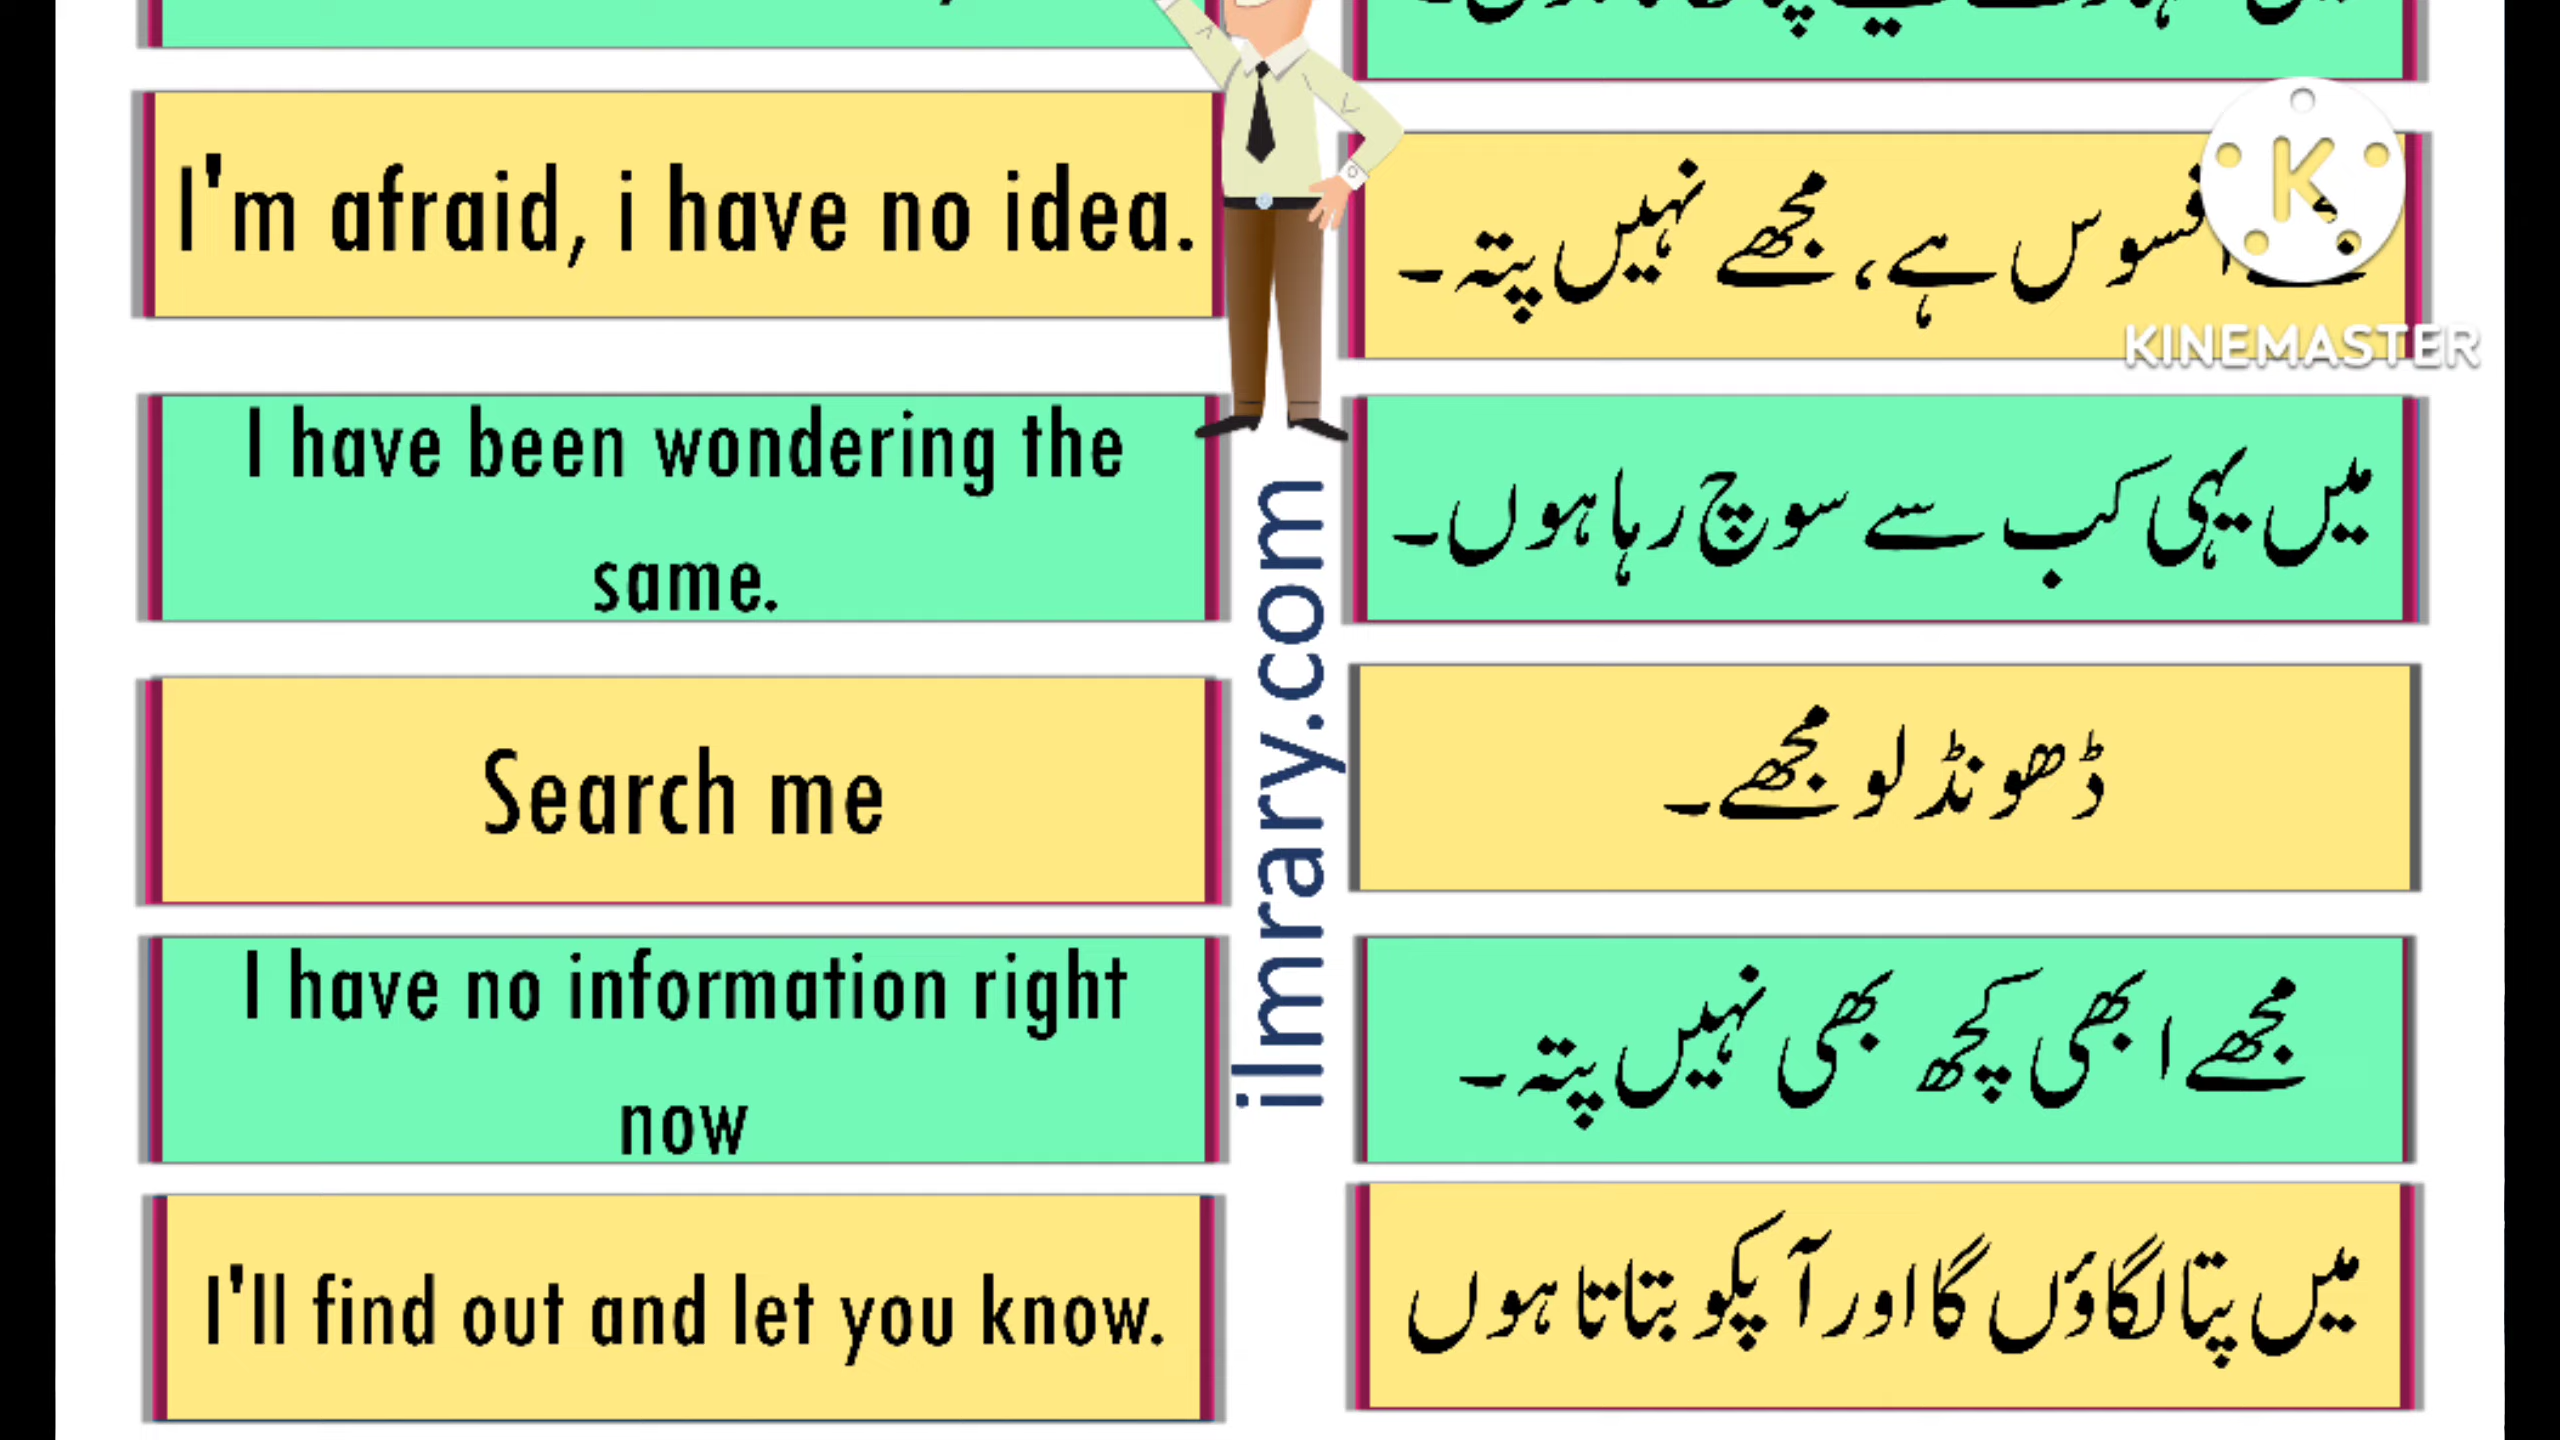 I'm afraid, i have no idea.
افسوس ہے، مجھے نہیں پتہ۔
K
KINEMASTER
I have been wondering the
same.
میں یہی کب سے سوچ رہا ہوں۔
Search me
ڈھونڈ لو مجھے۔
I have no information right
now
مجھے ابھی کچھ بھی نہیں پتہ۔
I'll find out and let you know.
میں پتا لگاؤں گا اور آپکو بتاتا ہوں
ilmrary.com